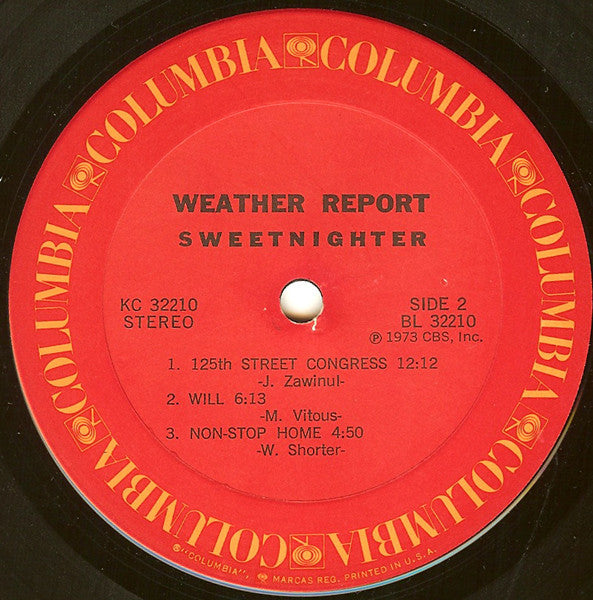 COLUMBIA COLUMBIA COLUMBIA COLUMBIA COLUMBIA COLUMBIA
WEATHER REPORT
SWEETNIGHTER
KC 32210
STEREO
SIDE 2
BL 32210
Ⓟ 1973 CBS, Inc.
1. 125th STREET CONGRESS 12:12
-J. Zawinul-
2. WILL 6:13
-M. Vitous-
3. NON-STOP HOME 4:50
-W. Shorter-
®"COLUMBIA", MARCAS REG. PRINTED IN U.S.A.